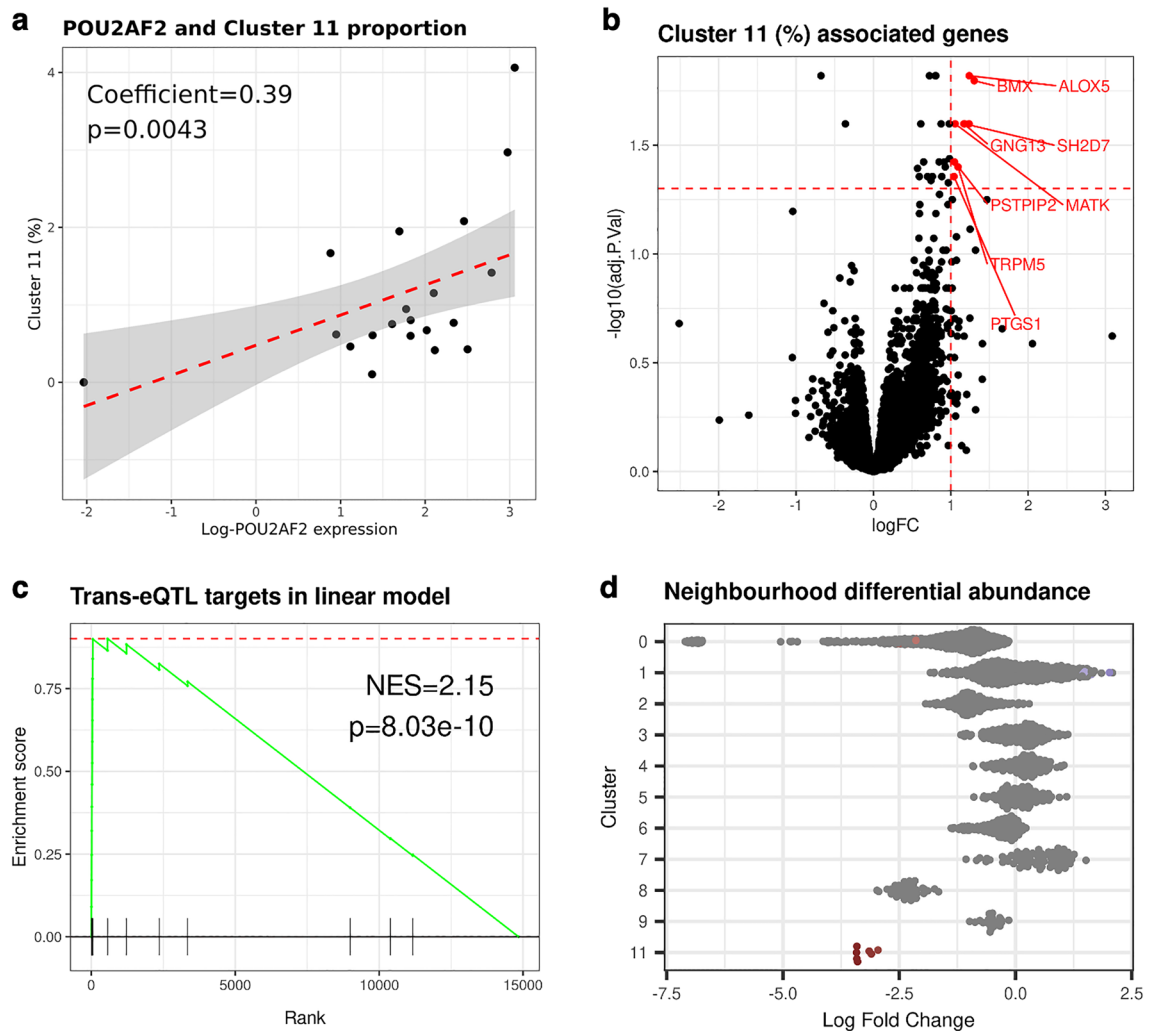 a
POU2AF2 and Cluster 11 proportion
Coefficient=0.39
p=0.0043
Cluster 11 (%)
4
2
0
-2
-1
0
1
2
3
Log-POU2AF2 expression
b
Cluster 11 (%) associated genes
-log10(adj.P.Val)
1.5
1.0
0.5
0.0
BMX
ALOX5
GNG13
SH2D7
PSTPIP2
MATK
TRPM5
PTGS1
-2
-1
0
1
2
3
logFC
c
Trans-eQTL targets in linear model
NES=2.15
p=8.03e-10
Enrichment score
0.75
0.50
0.25
0.00
0
5000
10000
15000
Rank
d
Neighbourhood differential abundance
Cluster
0
1
2
3
4
5
6
7
8
9
11
-7.5
-5.0
-2.5
0.0
2.5
Log Fold Change